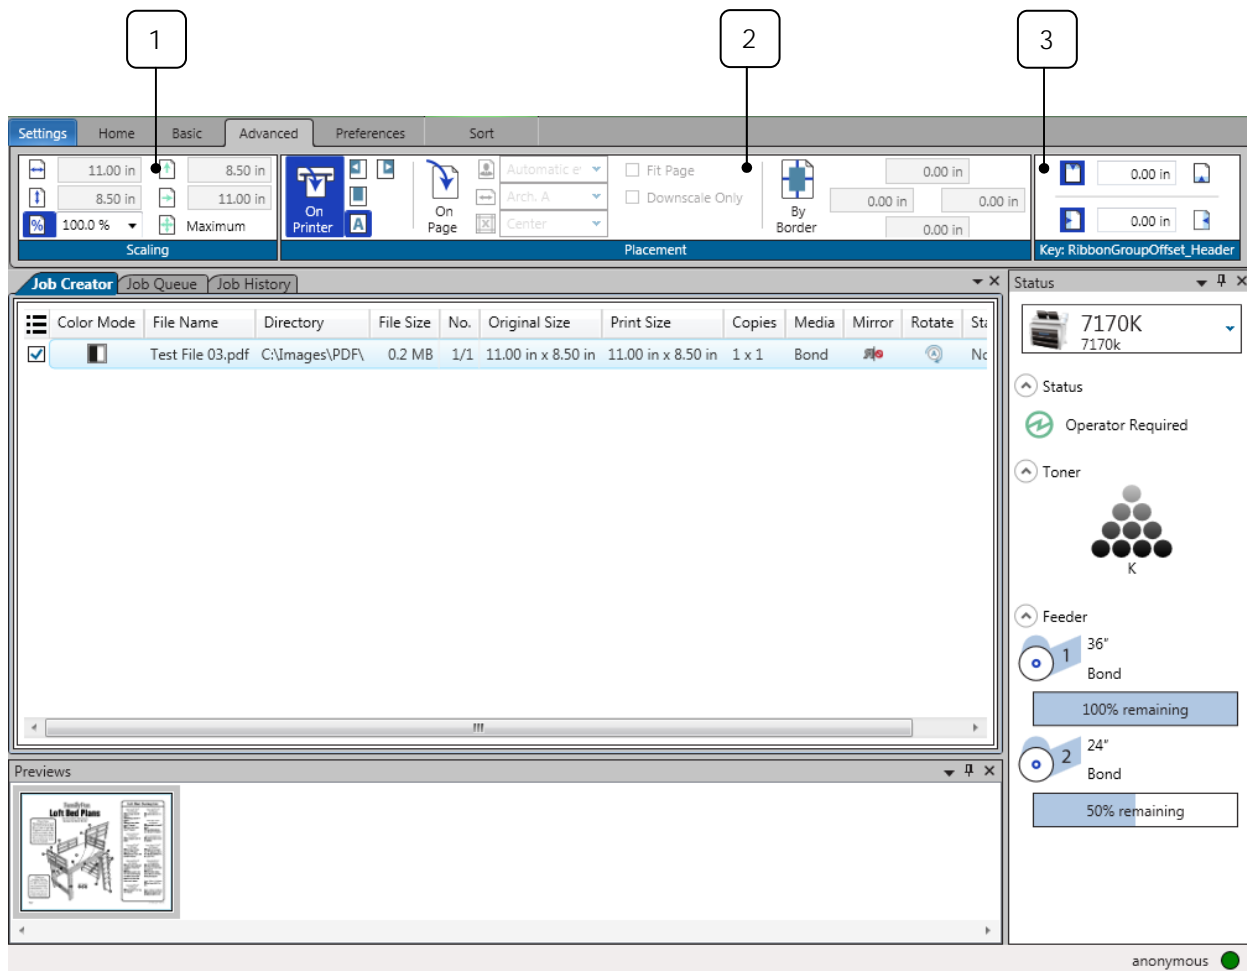 1
2
3
Settings Home Basic Advanced Preferences Sort
11.00 in 8.50 in
8.50 in 11.00 in
% 100.0 % Maximum
Scaling
On
Printer
A
On
Page
Automatic e
Arch. A
Center
Fit Page
Downscale Only
By
Border
0.00 in
0.00 in 0.00 in
0.00 in
Placement
0.00 in
0.00 in
Key: RibbonGroupOffset_Header
Job Creator Job Queue Job History
Color Mode File Name Directory File Size No. Original Size Print Size Copies Media Mirror Rotate Sta
Test File 03.pdf C:\Images\PDF\ 0.2 MB 1/1 11.00 in x 8.50 in 11.00 in x 8.50 in 1 x 1 Bond No
Status
7170K
7170k
Status
Operator Required
Toner
K
Feeder
1 36"
Bond
100% remaining
2 24"
Bond
50% remaining
Previews
FamilyFun
Loft Bed Plans
anonymous